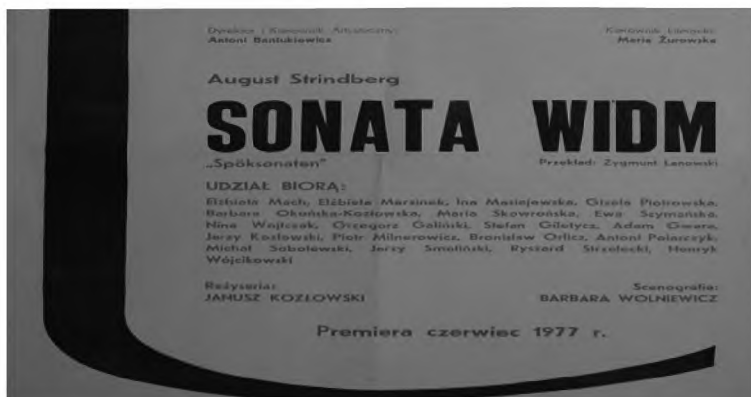 Dyrektor i Kierownik Artystyczny:
Antoni Baniukiewicz
Kierownik Literacki:
Maria Żurowska
August Strindberg
SONATA WIDM
„Spöksonaten"
Przekład: Zygmunt Łanowski
UDZIAŁ BIORĄ:
Elżbieta Mach, Elżbieta Marsinek, Ina Maciejewska, Gizela Piotrowska,
Barbara Okońska-Kozłowska, Maria Skowrońska, Ewa Szymańska,
Nina Wojtczak, Grzegorz Galiński, Stefan Giletycz, Adam Gwara,
Jerzy Kozłowski, Piotr Milnerowicz, Bronisław Orlicz, Antoni Polarczyk,
Michał Sobolewski, Jerzy Smoliński, Ryszard Strzelecki, Henryk
Wójcikowski
Reżyseria:
JANUSZ KOZŁOWSKI
Scenografia:
BARBARA WOLNIEWICZ
Premiera czerwiec 1977 r.